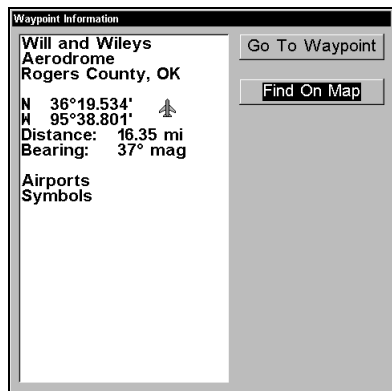 Waypoint Information
Will and Wileys
Aerodrome
Rogers County, OK
N 36°19.534'
W 95°38.801'
Distance: 16.35 mi
Bearing: 37° mag
Airports
Symbols
Go To Waypoint
Find On Map